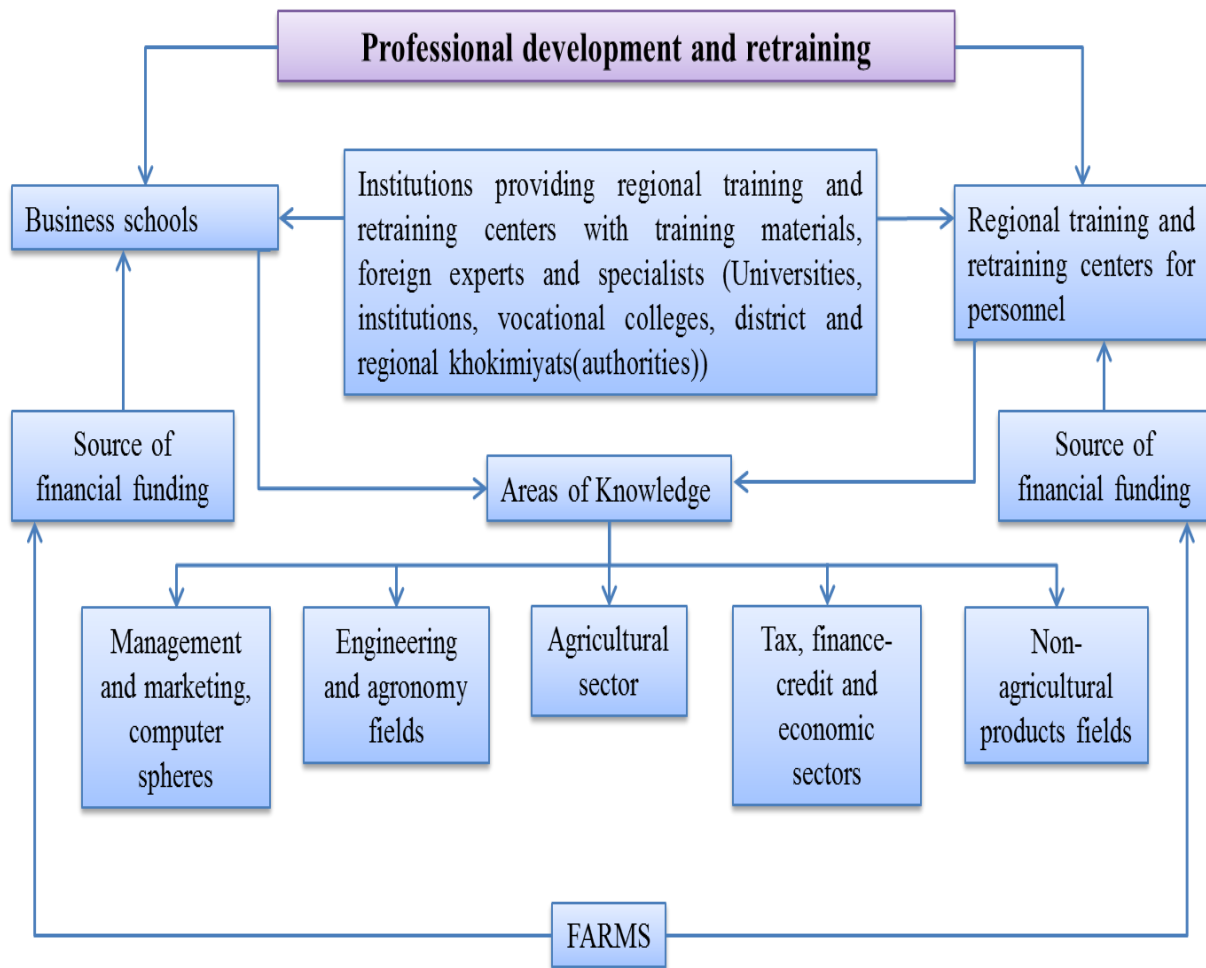 Professional development and retraining
Business schools
Institutions providing regional training and
retraining centers with training materials,
foreign experts and specialists (Universities,
institutions, vocational colleges, district and
regional khokimiyats(authorities))
Regional training and
retraining centers for
personnel
Source of
financial funding
Areas of Knowledge
Source of
financial funding
Management
and marketing,
computer
spheres
Engineering
and agronomy
fields
Agricultural
sector
Tax, finance-
credit and
economic
sectors
Non-
agricultural
products fields
FARMS